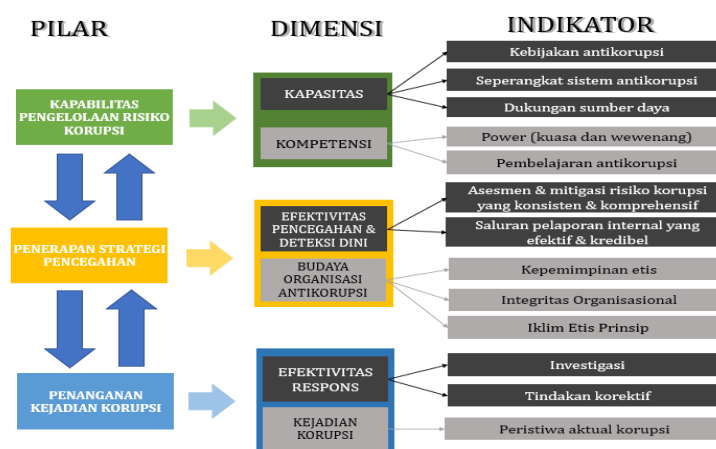 PILAR
DIMENSI
INDIKATOR
KAPABILITAS
PENGELOLAAN RISIKO
KORUPSI
KAPASITAS
KOMPETENSI
Kebijakan antikorupsi
Seperangkat sistem antikorupsi
Dukungan sumber daya
Power (kuasa dan wewenang)
Pembelajaran antikorupsi
PENERAPAN STRATEGI
PENCEGAHAN
EFEKTIVITAS
PENCEGAHAN &
DETEKSI DINI
BUDAYA
ORGANISASI
ANTIKORUPSI
Asesmen & mitigasi risiko korupsi
yang konsisten & komprehensif
Saluran pelaporan internal yang
efektif & kredibel
Kepemimpinan etis
Integritas Organisasional
Iklim Etis Prinsip
PENANGANAN
KEJADIAN KORUPSI
EFEKTIVITAS
RESPONS
KEJADIAN
KORUPSI
Investigasi
Tindakan korektif
Peristiwa aktual korupsi